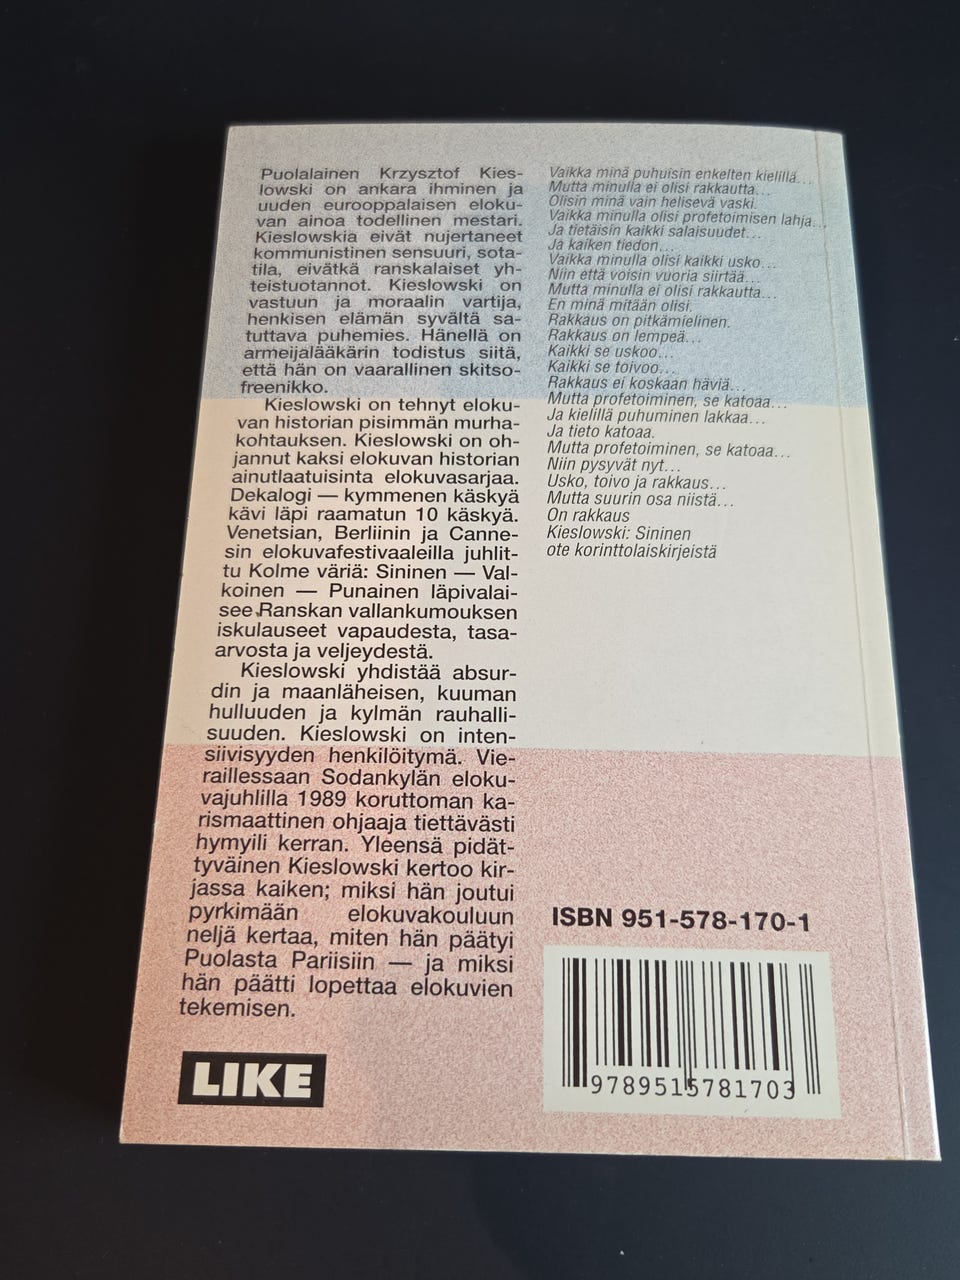 Puolalainen Krzysztof Kies-
lowski on ankara ihminen ja
uuden eurooppalaisen eloku-
van ainoa todellinen mestari.
Kieslowskia eivät nujertaneet
kommunistinen sensuuri, sota-
tila, eivätkä ranskalaiset yh-
teistuotannot. Kieslowski on
vastuun ja moraalin vartija,
henkisen elämän syvältä sa-
tuttava puhemies. Hänellä on
armeijalääkärin todistus siitä,
että hän on vaarallinen skitso-
freenikko.
Kieslowski on tehnyt eloku-
van historian pisimmän murha-
kohtauksen. Kieslowski on oh-
jannut kaksi elokuvan historian
ainutlaatuisinta elokuvasarjaa.
Dekalogi — kymmenen käskyä
kävi läpi raamatun 10 käskyä.
Venetsian, Berliinin ja Canne-
sin elokuvafestivaaleilla juhlit-
tu Kolme väriä: Sininen — Val-
koinen — Punainen läpivalai-
see Ranskan vallankumouksen
iskulauseet vapaudesta, tasa-
arvosta ja veljeydestä.
Kieslowski yhdistää absur-
din ja maanläheisen, kuuman
hulluuden ja kylmän rauhalli-
suuden. Kieslowski on inten-
siivisyyden henkilöitymä. Vie-
raillessaan Sodankylän eloku-
vajuhlilla 1989 koruttoman ka-
rismaattinen ohjaaja tiettävästi
hymyili kerran. Yleensä pidät-
tyväinen Kieslowski kertoo kir-
jassa kaiken; miksi hän joutui
pyrkimään elokuvakouluun
neljä kertaa, miten hän päätyi
Puolasta Pariisiin — ja miksi
hän päätti lopettaa elokuvien
tekemisen.
LIKE
Vaikka minä puhuisin enkelten kielillä...
Mutta minulla ei olisi rakkautta...
Olisin minä vain helisevä vaski.
Vaikka minulla olisi profetoimisen lahja...
Ja tietäisin kaikki salaisuudet...
Ja kaiken tiedon...
Vaikka minulla olisi kaikki usko...
Niin että voisin vuoria siirtää...
Mutta minulla ei olisi rakkautta...
En minä mitään olisi.
Rakkaus on pitkämielinen.
Rakkaus on lempeä...
Kaikki se uskoo...
Kaikki se toivoo...
Rakkaus ei koskaan häviä...
Mutta profetoiminen, se katoaa...
Ja kielillä puhuminen lakkaa...
Ja tieto katoaa.
Mutta profetoiminen, se katoaa...
Niin pysyvät nyt...
Usko, toivo ja rakkaus...
Mutta suurin osa niistä...
On rakkaus
Kieslowski: Sininen
ote korinttolaiskirjeistä
ISBN 951-578-170-1
9789515781703